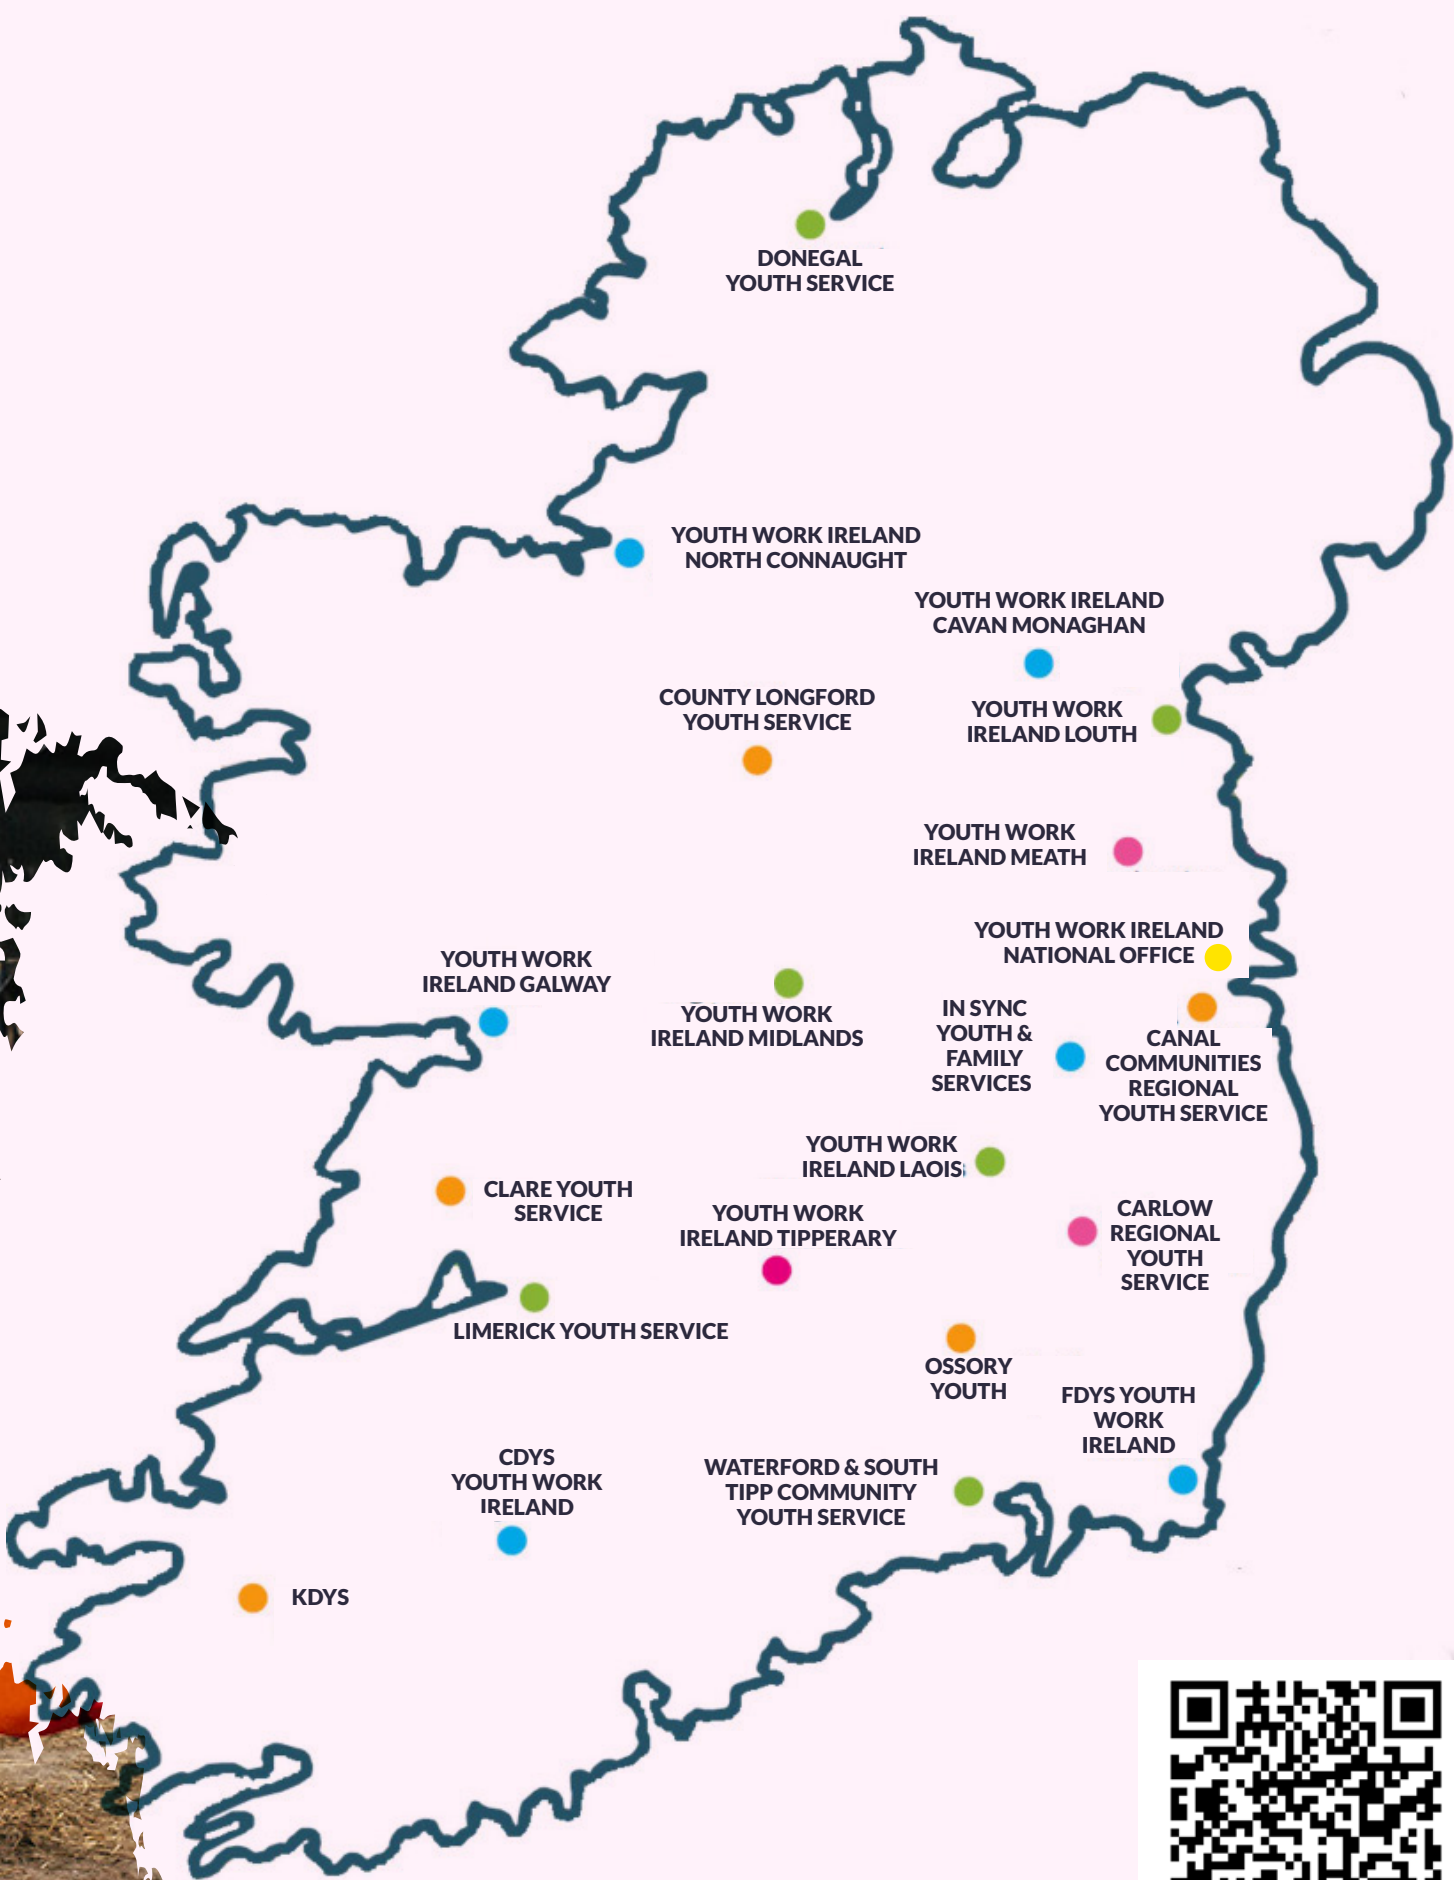 DONEGAL
YOUTH SERVICE
YOUTH WORK IRELAND
NORTH CONNAUGHT
YOUTH WORK IRELAND
CAVAN MONAGHAN
COUNTY LONGFORD
YOUTH SERVICE
YOUTH WORK
IRELAND LOUTH
YOUTH WORK
IRELAND MEATH
YOUTH WORK IRELAND
NATIONAL OFFICE
YOUTH WORK
IRELAND GALWAY
YOUTH WORK
IRELAND MIDLANDS
IN SYNC
YOUTH &
FAMILY
SERVICES
CANAL
COMMUNITIES
REGIONAL
YOUTH SERVICE
YOUTH WORK
IRELAND LAOIS
CLARE YOUTH
SERVICE
YOUTH WORK
IRELAND TIPPERARY
CARLOW
REGIONAL
YOUTH
SERVICE
LIMERICK YOUTH SERVICE
OSSORY
YOUTH
FDYS YOUTH
WORK
IRELAND
CDYS
YOUTH WORK
IRELAND
WATERFORD & SOUTH
TIPP COMMUNITY
YOUTH SERVICE
KDYS